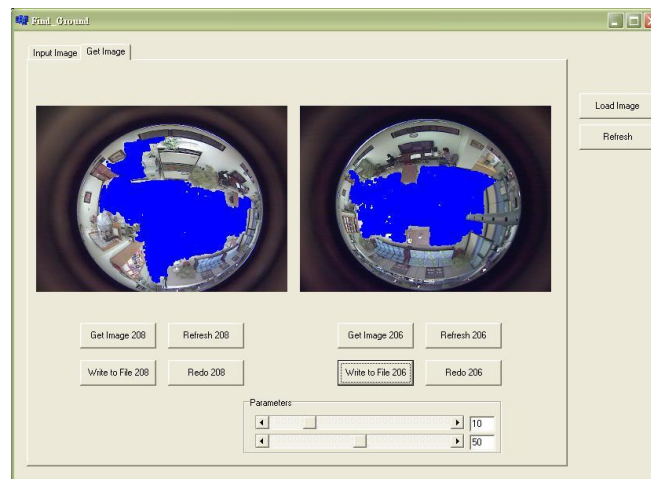 Find_Ground
Input Image Get Image
Load Image
Refresh
Get Image 208 Refresh 208 Get Image 206 Refresh 206
Write to File 208 Redo 208 Write to File 206 Redo 206
Parameters
10
50